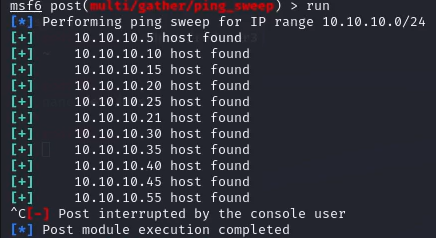 msf6 post(multi/gather/ping_sweep) > run
[*] Performing ping sweep for IP range 10.10.10.0/24
[+] 10.10.10.5 host found
[+] 10.10.10.10 host found
[+] 10.10.10.15 host found
[+] 10.10.10.20 host found
[+] 10.10.10.25 host found
[+] 10.10.10.21 host found
[+] 10.10.10.30 host found
[+] 10.10.10.35 host found
[+] 10.10.10.40 host found
[+] 10.10.10.45 host found
[+] 10.10.10.55 host found
^C[-] Post interrupted by the console user
[*] Post module execution completed